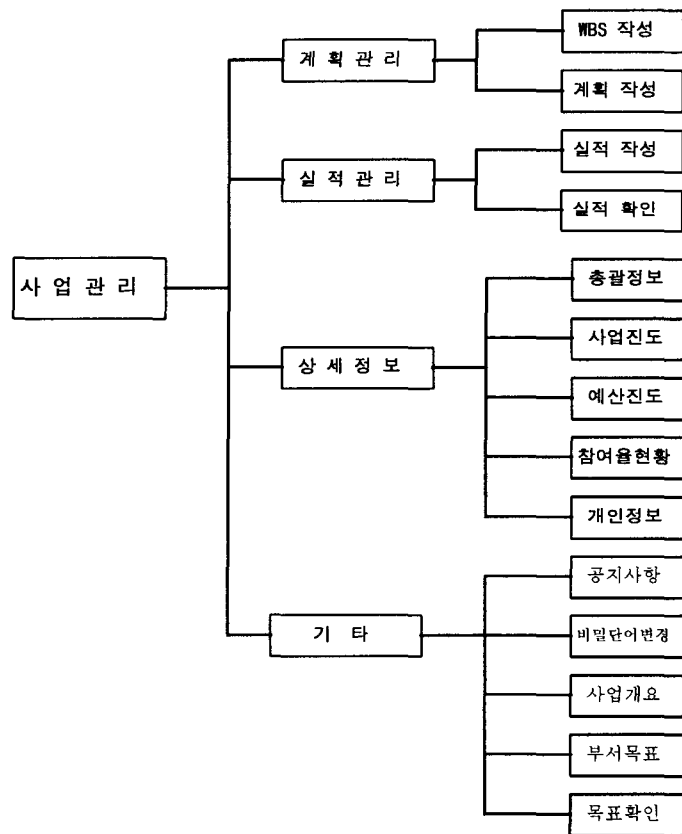 사 업 관 리
계 획 관 리
WBS 작성
계획 작성
실 적 관 리
실적 작성
실적 확인
상 세 정 보
총괄정보
사업진도
예산진도
참여율현황
개인정보
기 타
공지사항
비밀단어변경
사업개요
부서목표
목표확인